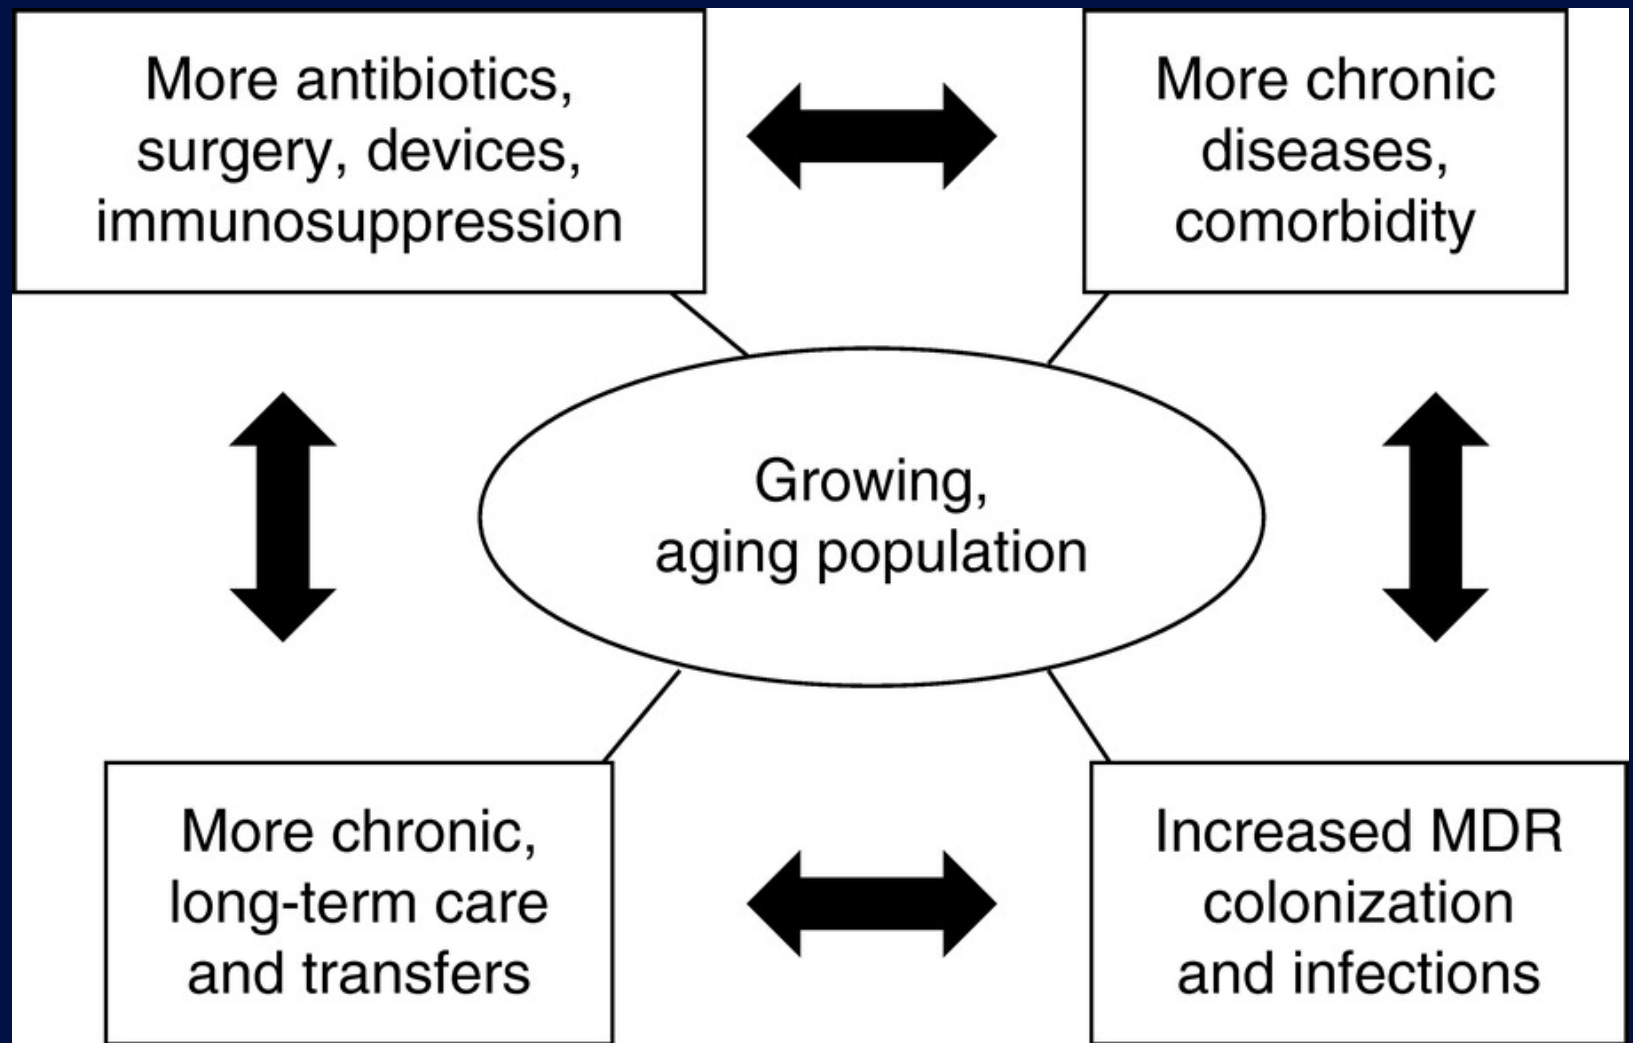 More antibiotics,
surgery, devices,
immunosuppression
More chronic
diseases,
comorbidity
Growing,
aging population
More chronic,
long-term care
and transfers
Increased MDR
colonization
and infections